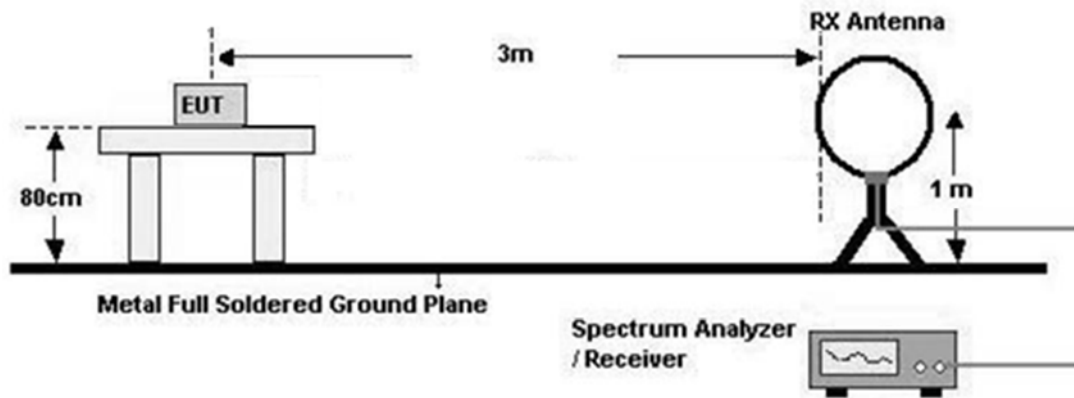 RX Antenna
3m
EUT
80cm
1 m
Metal Full Soldered Ground Plane
Spectrum Analyzer
/ Receiver